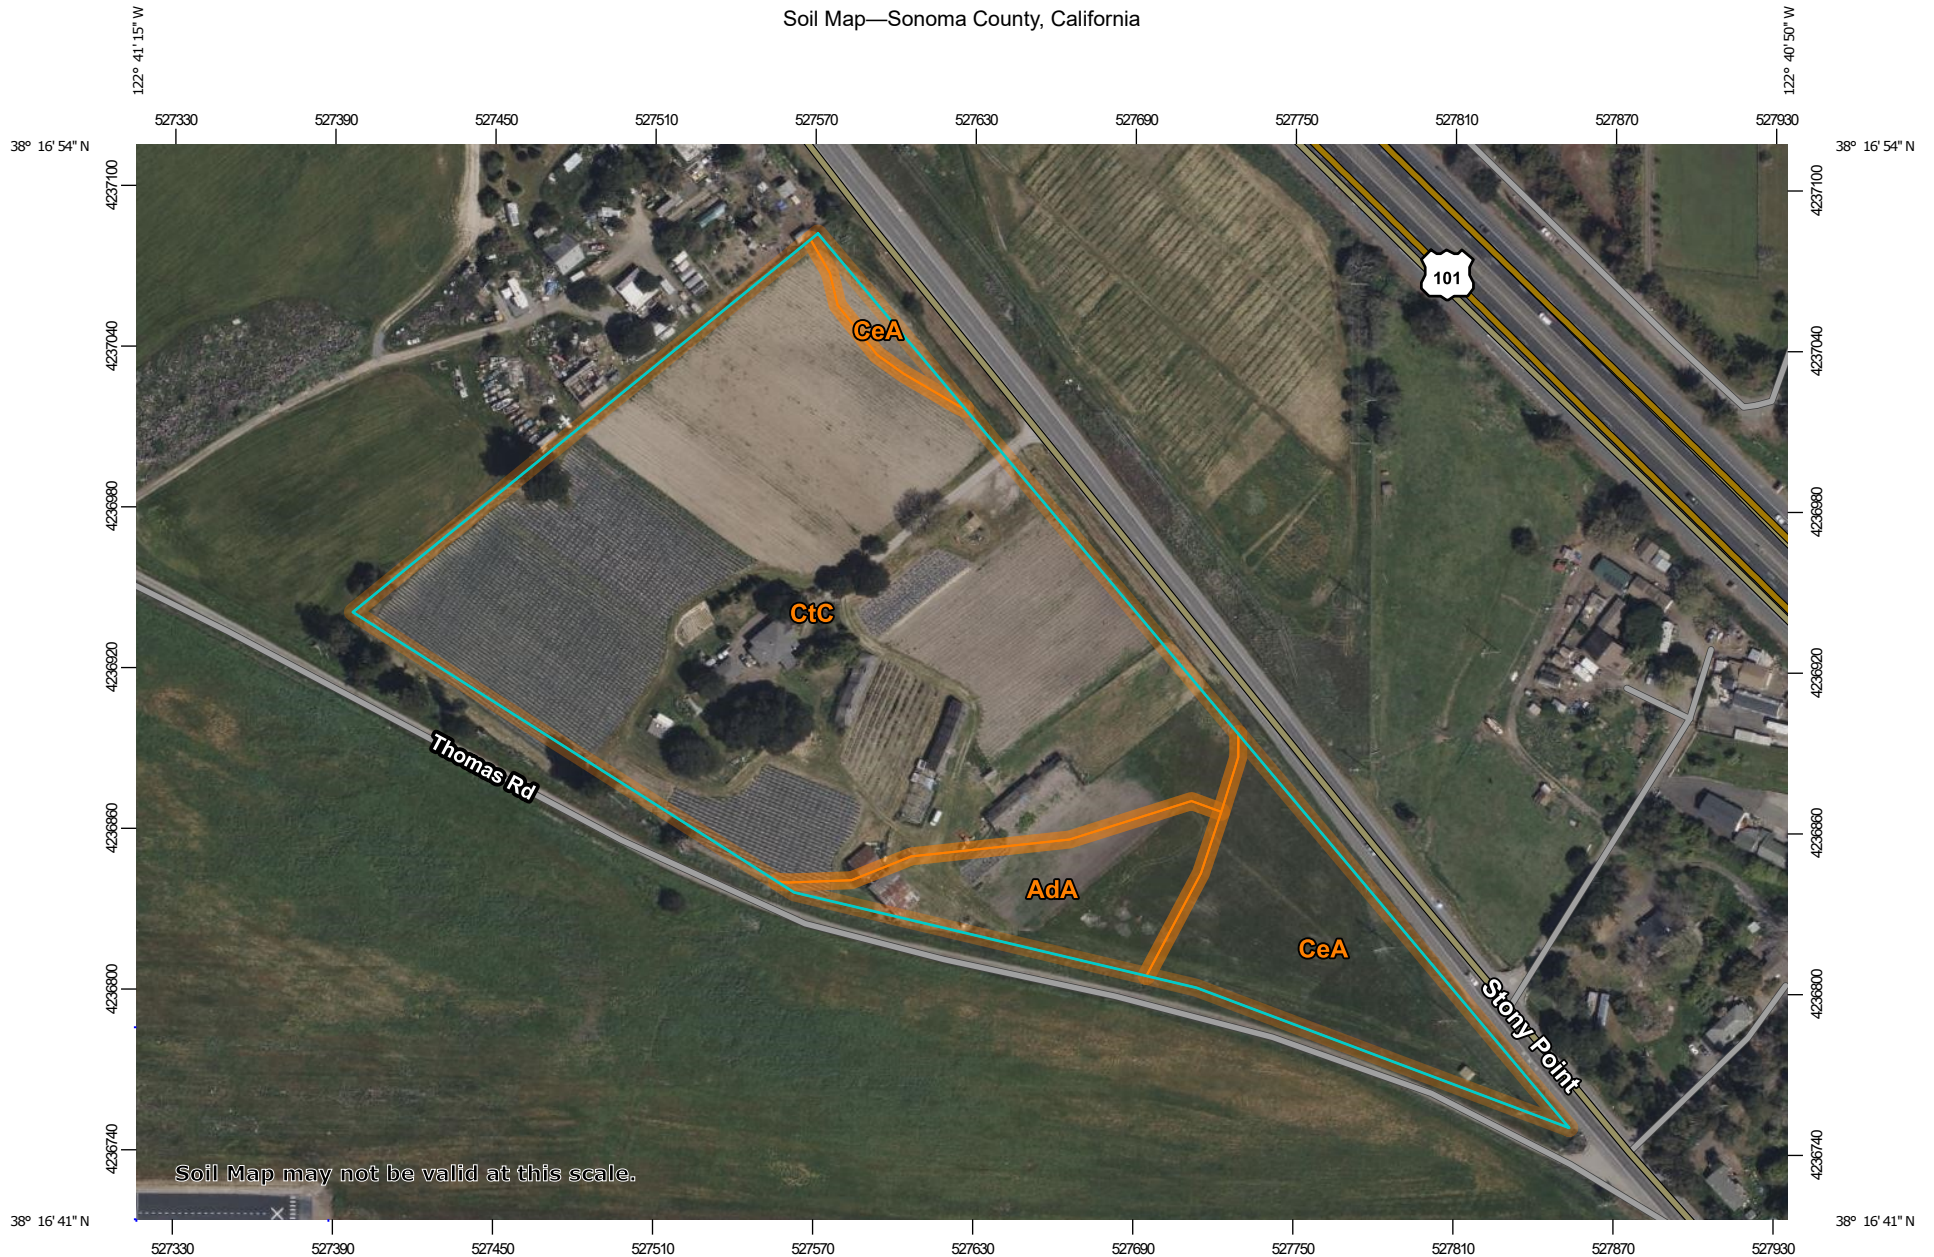 Soil Map—Sonoma County, California
122° 41' 15" W
122° 40' 50" W
527330 527390 527450 527510 527570 527630 527690 527750 527810 527870 527930
38° 16' 54" N
38° 16' 54" N
4237100
4237100
101
CeA
4237040
4237040
4236980
4236980
CtC
4236920
4236920
Thomas Rd
4236860
4236860
AdA
CeA
4236800
4236800
Stony Point
4236740
4236740
Soil Map may not be valid at this scale.
38° 16' 41" N
38° 16' 41" N
527330 527390 527450 527510 527570 527630 527690 527750 527810 527870 527930